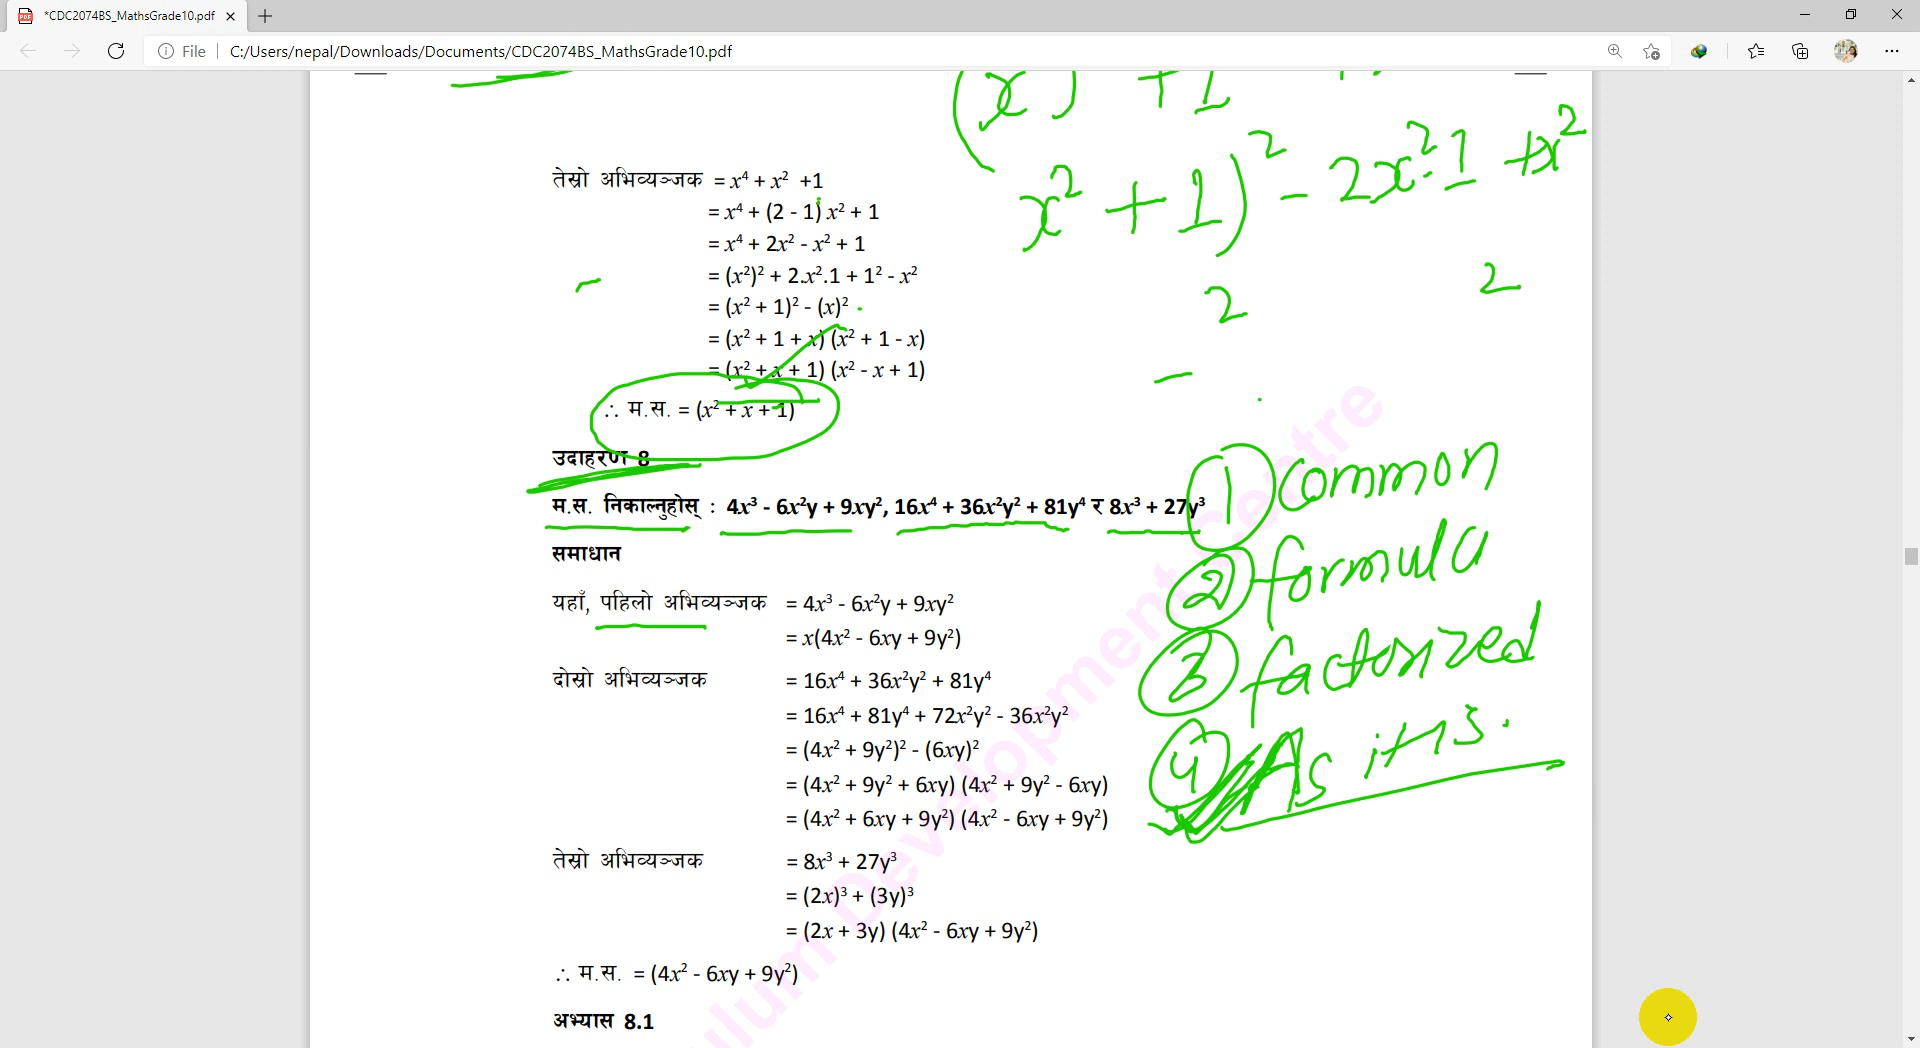 *CDC2074BS_MathsGrade10.pdf
File | C:/Users/nepal/Downloads/Documents/CDC2074BS_MathsGrade10.pdf
(x) + 1
x² + 1)² - 2x².1 + x²
तेस्रो अभिव्यञ्जक = x⁴ + x² +1
= x⁴ + (2 - 1) x² + 1
= x⁴ + 2x² - x² + 1
= (x²)² + 2.x².1 + 1² - x²
= (x² + 1)² - (x)²
2 2
= (x² + 1 + x) (x² + 1 - x)
= (x² + x + 1) (x² - x + 1)
∴ म.स. = (x² + x + 1)
उदाहरण 8
म.स. निकाल्नुहोस् : 4x³ - 6x²y + 9xy², 16x⁴ + 36x²y² + 81y⁴ र 8x³ + 27y³
समाधान
यहाँ, पहिलो अभिव्यञ्जक = 4x³ - 6x²y + 9xy²
= x(4x² - 6xy + 9y²)
दोस्रो अभिव्यञ्जक = 16x⁴ + 36x²y² + 81y⁴
= 16x⁴ + 81y⁴ + 72x²y² - 36x²y²
= (4x² + 9y²)² - (6xy)²
= (4x² + 9y² + 6xy) (4x² + 9y² - 6xy)
= (4x² + 6xy + 9y²) (4x² - 6xy + 9y²)
तेस्रो अभिव्यञ्जक = 8x³ + 27y³
= (2x)³ + (3y)³
= (2x + 3y) (4x² - 6xy + 9y²)
∴ म.स. = (4x² - 6xy + 9y²)
अभ्यास 8.1
1 common
2 formula
3 factorized
4 As it is.
ulum Development Centre